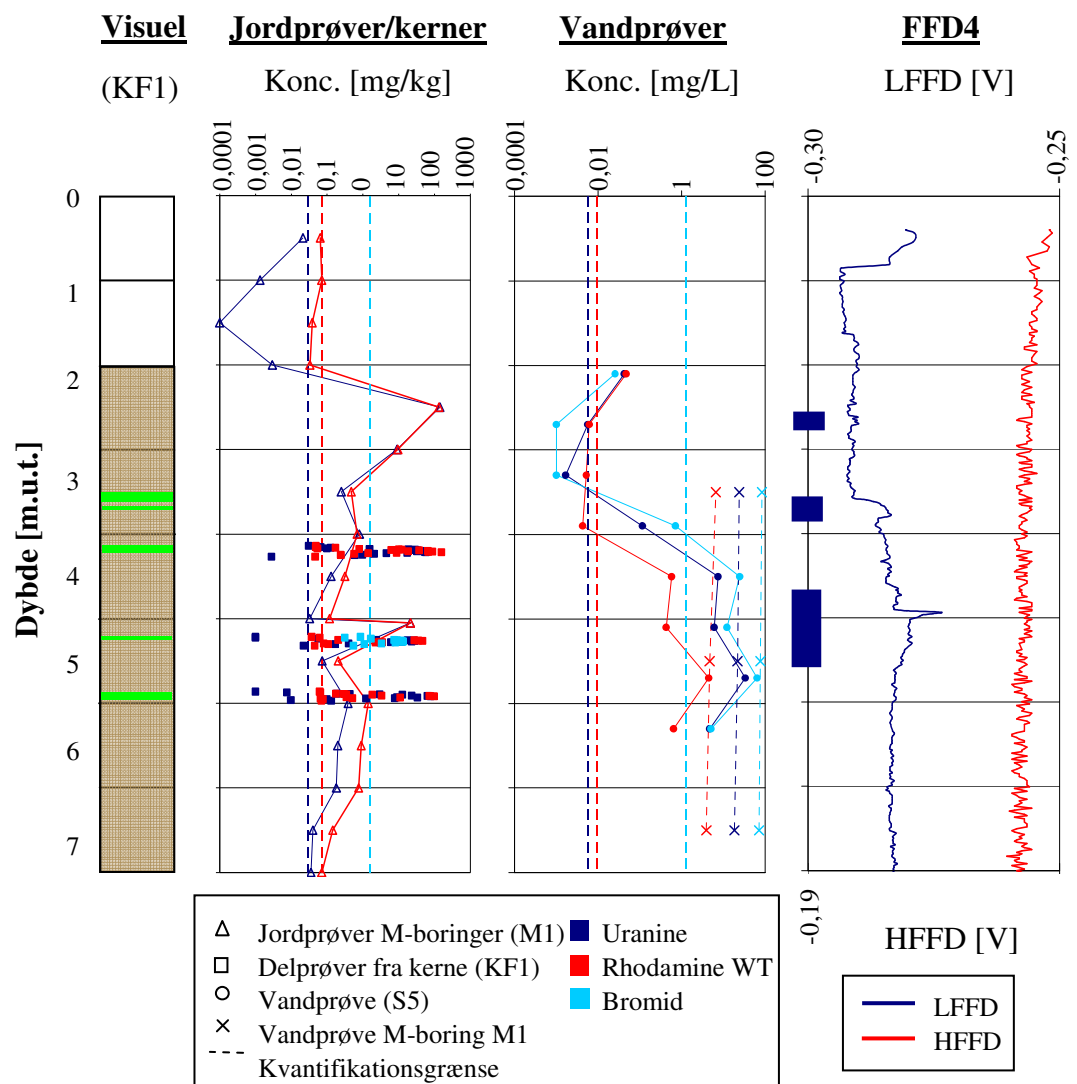 Visuel
Jordprøver/kerner
Vandprøver
FFD4
(KF1)
Konc. [mg/kg]
Konc. [mg/L]
LFFD [V]
0,0001
0,001
0,01
0,1
0
10
100
1000
0,0001
0,01
1
100
-0,30
-0,25
Dybde [m.u.t.]
0
1
2
3
4
5
6
7
-0,19
HFFD [V]
Jordprøver M-boringer (M1)
Delprøver fra kerne (KF1)
Vandprøve (S5)
Vandprøve M-boring M1
Kvantifikationsgrænse
Uranine
Rhodamine WT
Bromid
LFFD
HFFD